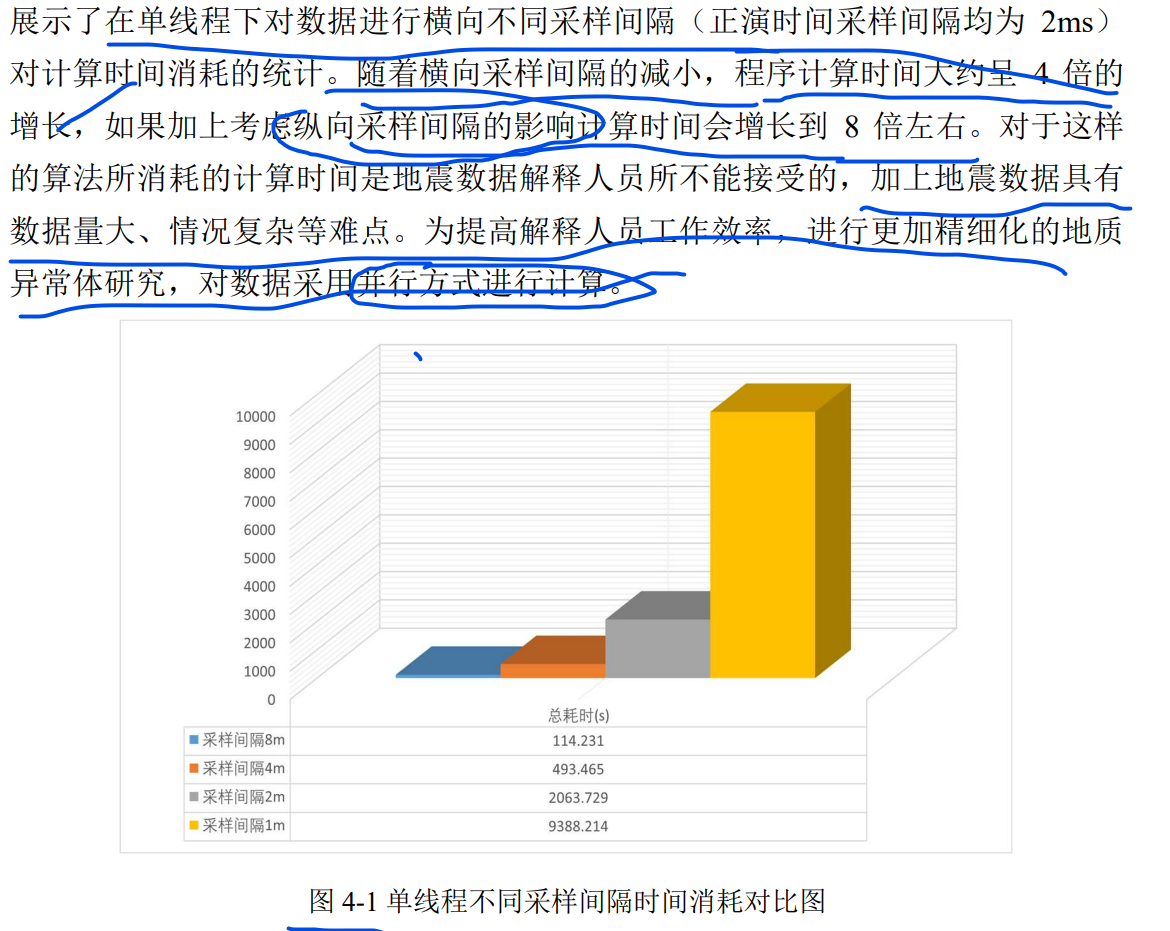 展示了在单线程下对数据进行横向不同采样间隔（正演时间采样间隔均为 2ms）
对计算时间消耗的统计。随着横向采样间隔的减小，程序计算时间大约呈 4 倍的
增长，如果加上考虑纵向采样间隔的影响计算时间会增长到 8 倍左右。对于这样
的算法所消耗的计算时间是地震数据解释人员所不能接受的，加上地震数据具有
数据量大、情况复杂等难点。为提高解释人员工作效率，进行更加精细化的地质
异常体研究，对数据采用并行方式进行计算。
10000
9000
8000
7000
6000
5000
4000
3000
2000
1000
0
总耗时(s)
采样间隔8m 114.231
采样间隔4m 493.465
采样间隔2m 2063.729
采样间隔1m 9388.214
图 4-1 单线程不同采样间隔时间消耗对比图